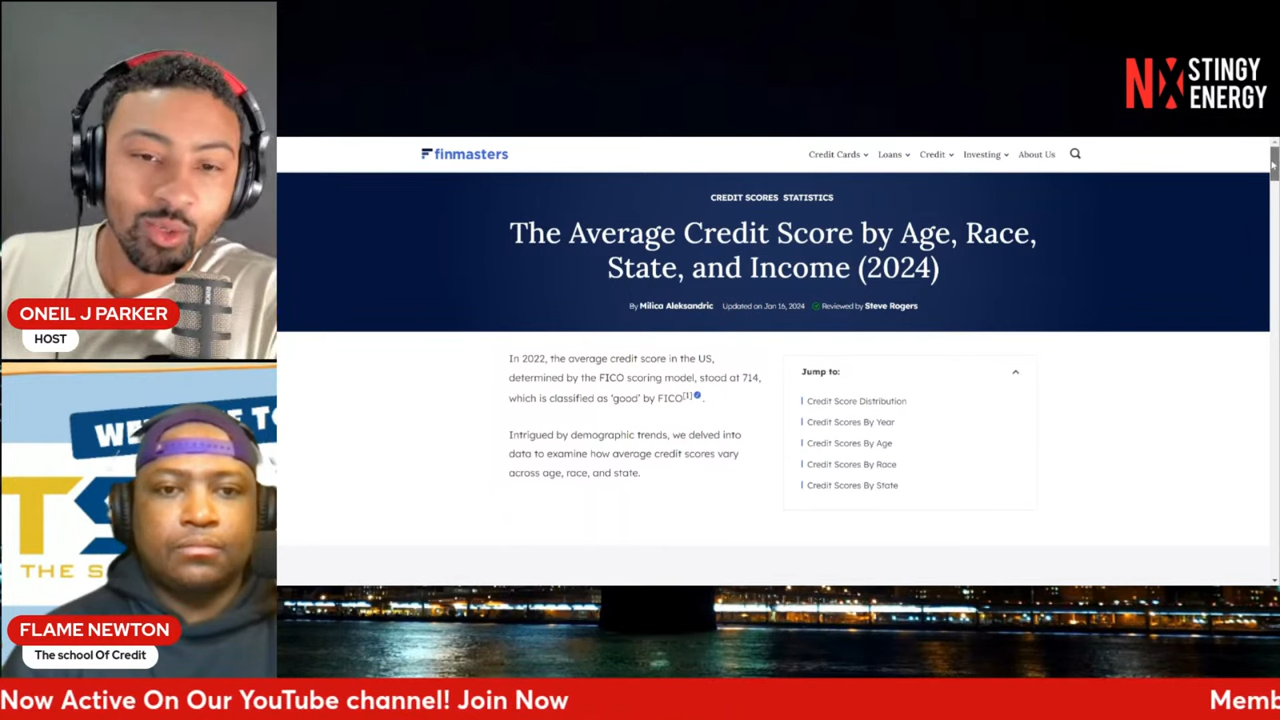 NX STINGY
ENERGY
finmasters
Credit Cards
Loans
Credit
Investing
About Us
CREDIT SCORES STATISTICS
The Average Credit Score by Age, Race,
State, and Income (2024)
By Milica Aleksandric Updated on Jan 16, 2024 Reviewed by Steve Rogers
In 2022, the average credit score in the US,
determined by the FICO scoring model, stood at 714,
which is classified as ‘good’ by FICO[1].
Intrigued by demographic trends, we delved into
data to examine how average credit scores vary
across age, race, and state.
Jump to:
Credit Score Distribution
Credit Scores By Year
Credit Scores By Age
Credit Scores By Race
Credit Scores By State
ONEIL J PARKER
HOST
TO
TS
THE S
FLAME NEWTON
The school Of Credit
Now Active On Our YouTube channel! Join Now
Memb